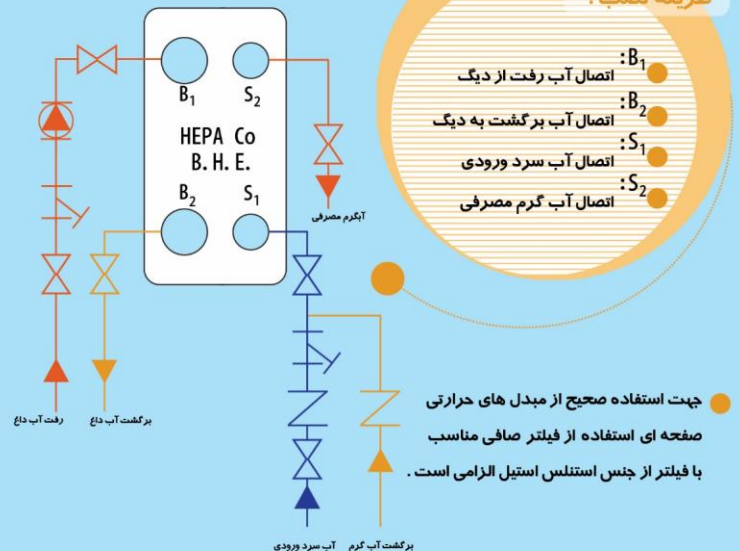 طریقه نصب :
B1:
اتصال آب رفت از دیگ
B2:
اتصال آب برگشت به دیگ
S1:
اتصال آب سرد ورودی
S2:
اتصال آب گرم مصرفی
B1 S2
HEPA Co
B. H. E.
B2 S1
آبگرم مصرفی
رفت آب داغ
برگشت آب داغ
جهت استفاده صحیح از مبدل های حرارتی
صفحه ای استفاده از فیلتر صافی مناسب
با فیلتر از جنس استنلس استیل الزامی است .
آب سرد ورودی
برگشت آب گرم